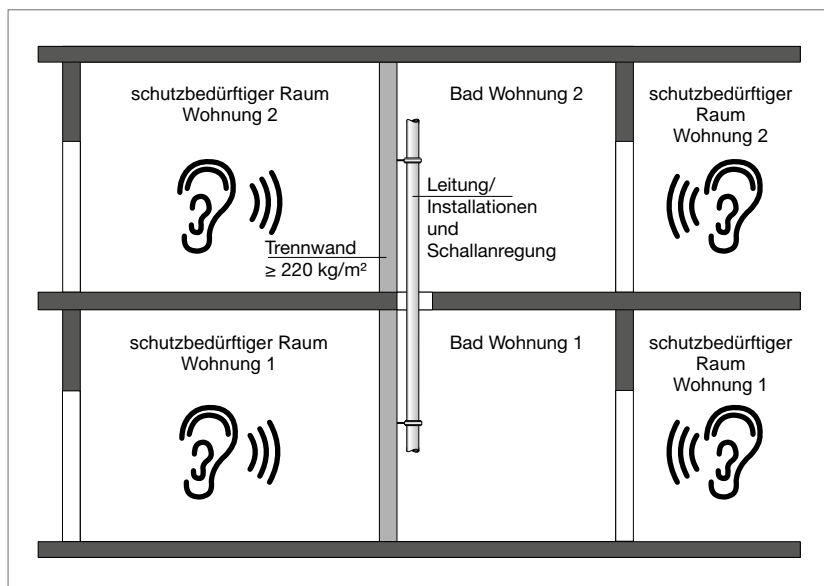 schutzbedürftiger Raum
Wohnung 2
Bad Wohnung 2
schutzbedürftiger
Raum
Wohnung 2
Leitung/
Installationen
und
Schallanregung
Trennwand
≥ 220 kg/m²
schutzbedürftiger Raum
Wohnung 1
Bad Wohnung 1
schutzbedürftiger
Raum
Wohnung 1